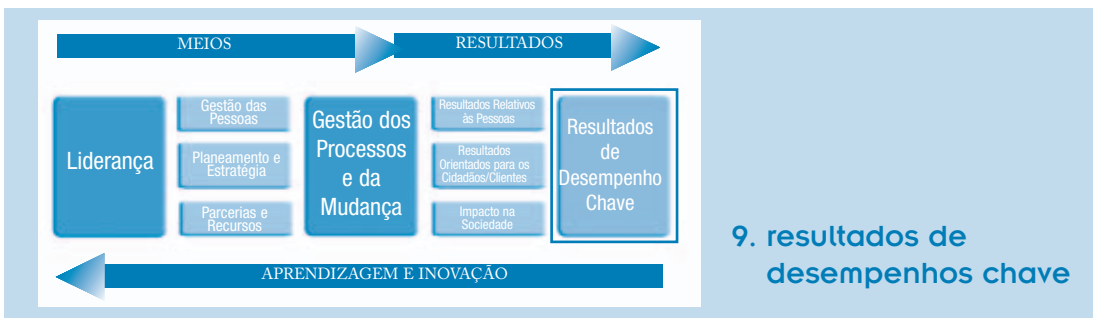 MEIOS
RESULTADOS
Liderança
Gestão das
Pessoas
Planeamento e
Estratégia
Parcerias e
Recursos
Gestão dos
Processos
e da
Mudança
Resultados Relativos
às Pessoas
Resultados
Orientados para os
Cidadãos/Clientes
Impacto na
Sociedade
Resultados
de
Desempenho
Chave
APRENDIZAGEM E INOVAÇÃO
9. resultados de
desempenhos chave